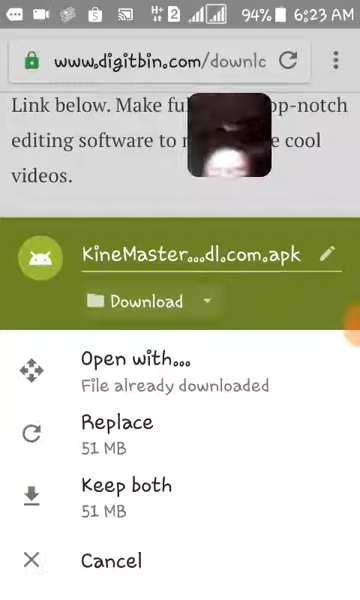 94% 6:23 AM
www.digitbin.com/downlc
Link below. Make ful op-notch
editing software to e cool
videos.
KineMaster...dl.com.apk
Download
Open with...
File already downloaded
Replace
51 MB
Keep both
51 MB
Cancel